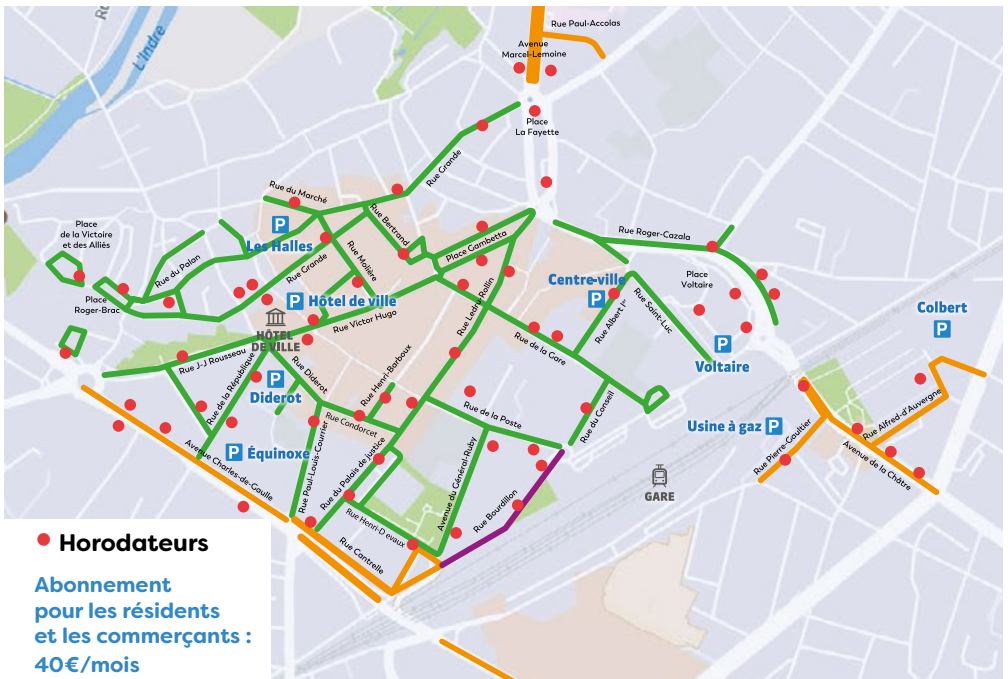 Rue Paul-Accolas
Avenue
Marcel-Lemoine
L'Indre
Place
La Fayette
Rue Grande
Rue du Marché
Rue Bertrand
Place
de la Victoire
et des Alliés
P
Les Halles
Rue Molière
Place Gambetta
Rue Roger-Cazala
Rue du Palan
Rue Grande
Centre-ville
P
Place
Voltaire
Place
Roger-Brac
P Hôtel de ville
Rue Ledru-Rollin
Rue Albert Iᵉʳ
Rue Saint-Luc
Colbert
P
HÔTEL
DE VILLE
Rue Victor Hugo
Rue de la Gare
P
Voltaire
Rue J-J Rousseau
Rue de la République
P
Diderot
Rue Diderot
Rue Henri-Barboux
Rue de la Poste
Rue du Conseil
Rue Condorcet
Usine à gaz P
Rue Alfred-d'Auvergne
P Équinoxe
Avenue Charles-de-Gaulle
Rue Paul-Louis-Courrier
Rue du Palais de justice
Avenue du Général-Ruby
Rue Bourdillon
Rue Pierre-Gaultier
Avenue de la Châtre
GARE
Rue Henri-D evaux
Rue Cantrelle
Horodateurs
Abonnement
pour les résidents
et les commerçants :
40€/mois